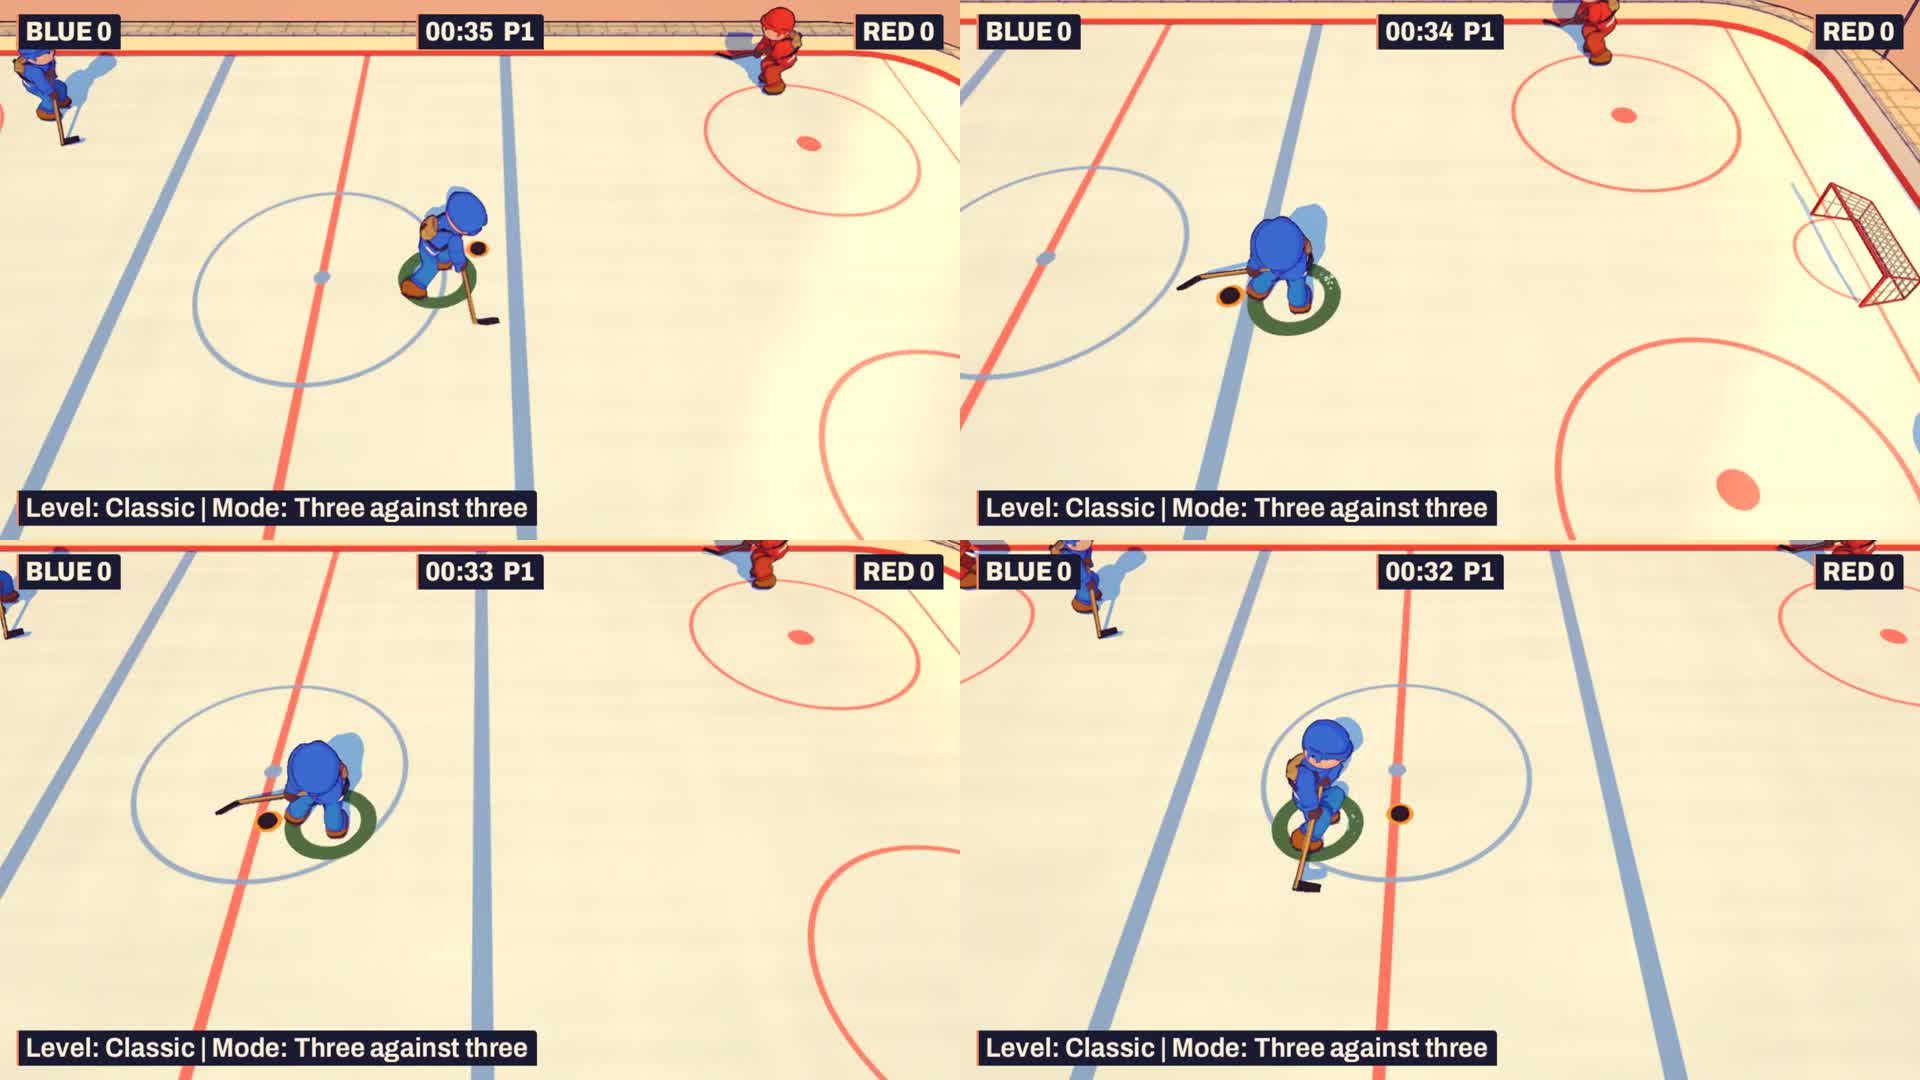 BLUE 0
00:35 P1
RED 0
Level: Classic | Mode: Three against three
BLUE 0
00:34 P1
RED 0
Level: Classic | Mode: Three against three
BLUE 0
00:33 P1
RED 0
Level: Classic | Mode: Three against three
BLUE 0
00:32 P1
RED 0
Level: Classic | Mode: Three against three